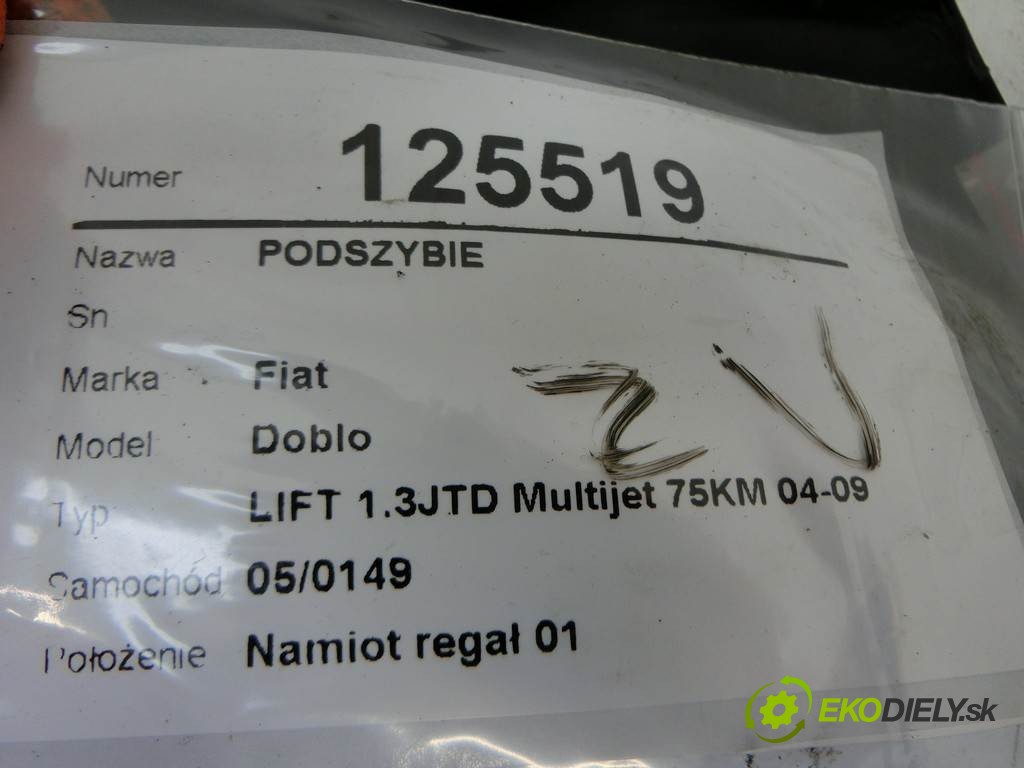 Numer 125519
Nazwa PODSZYBIE
Sn
Marka Fiat
Model Doblo
Typ LIFT 1.3JTD Multijet 75KM 04-09
Samochód 05/0149
Położenie Namiot regał 01
EKODIELY.sk